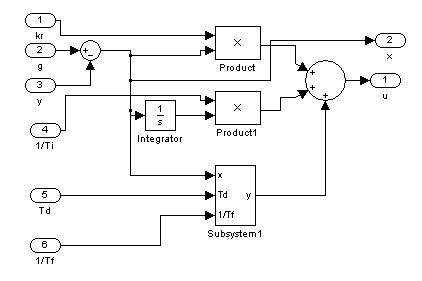 1
kr
2
g
3
y
4
1/Ti
5
Td
6
1/Tf
+
−
×
Product
×
Product1
1
s
Integrator
x
Td
1/Tf
y
Subsystem1
+
+
+
2
x
1
u